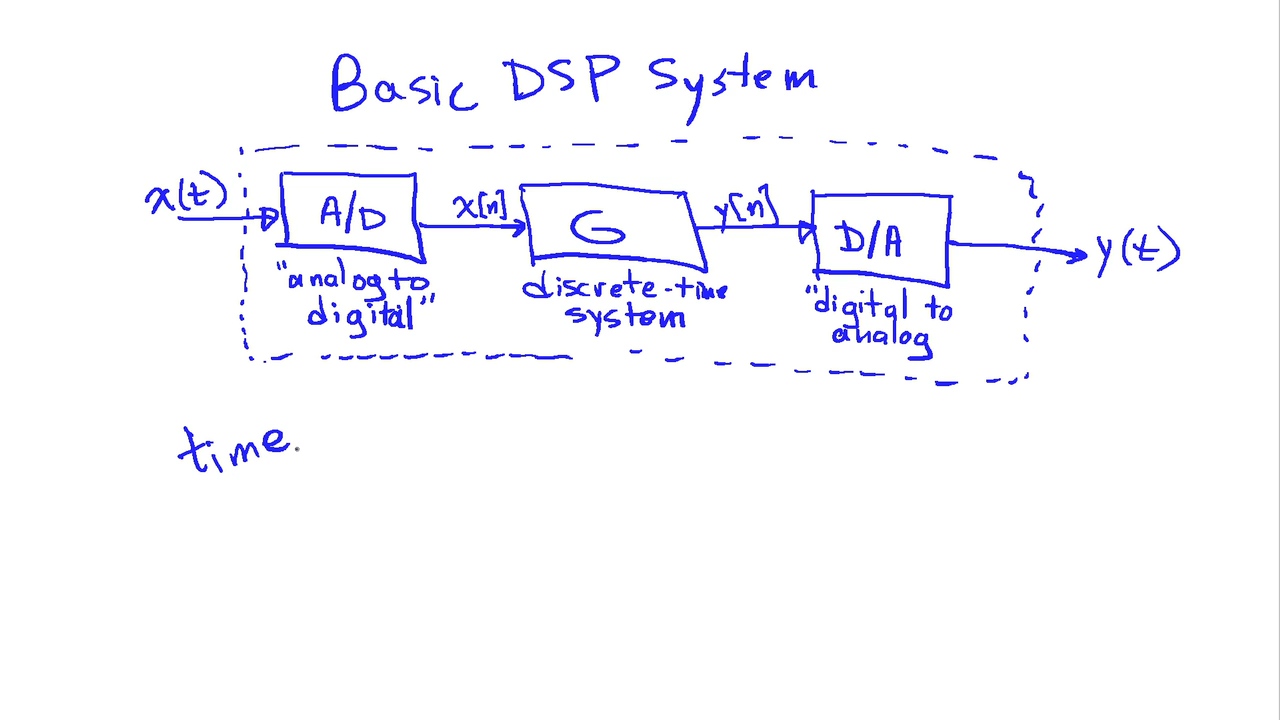 Basic DSP System
x(t)
A/D
x[n]
G
y[n]
D/A
y(t)
"analog to
digital"
discrete-time
system
"digital to
analog
time